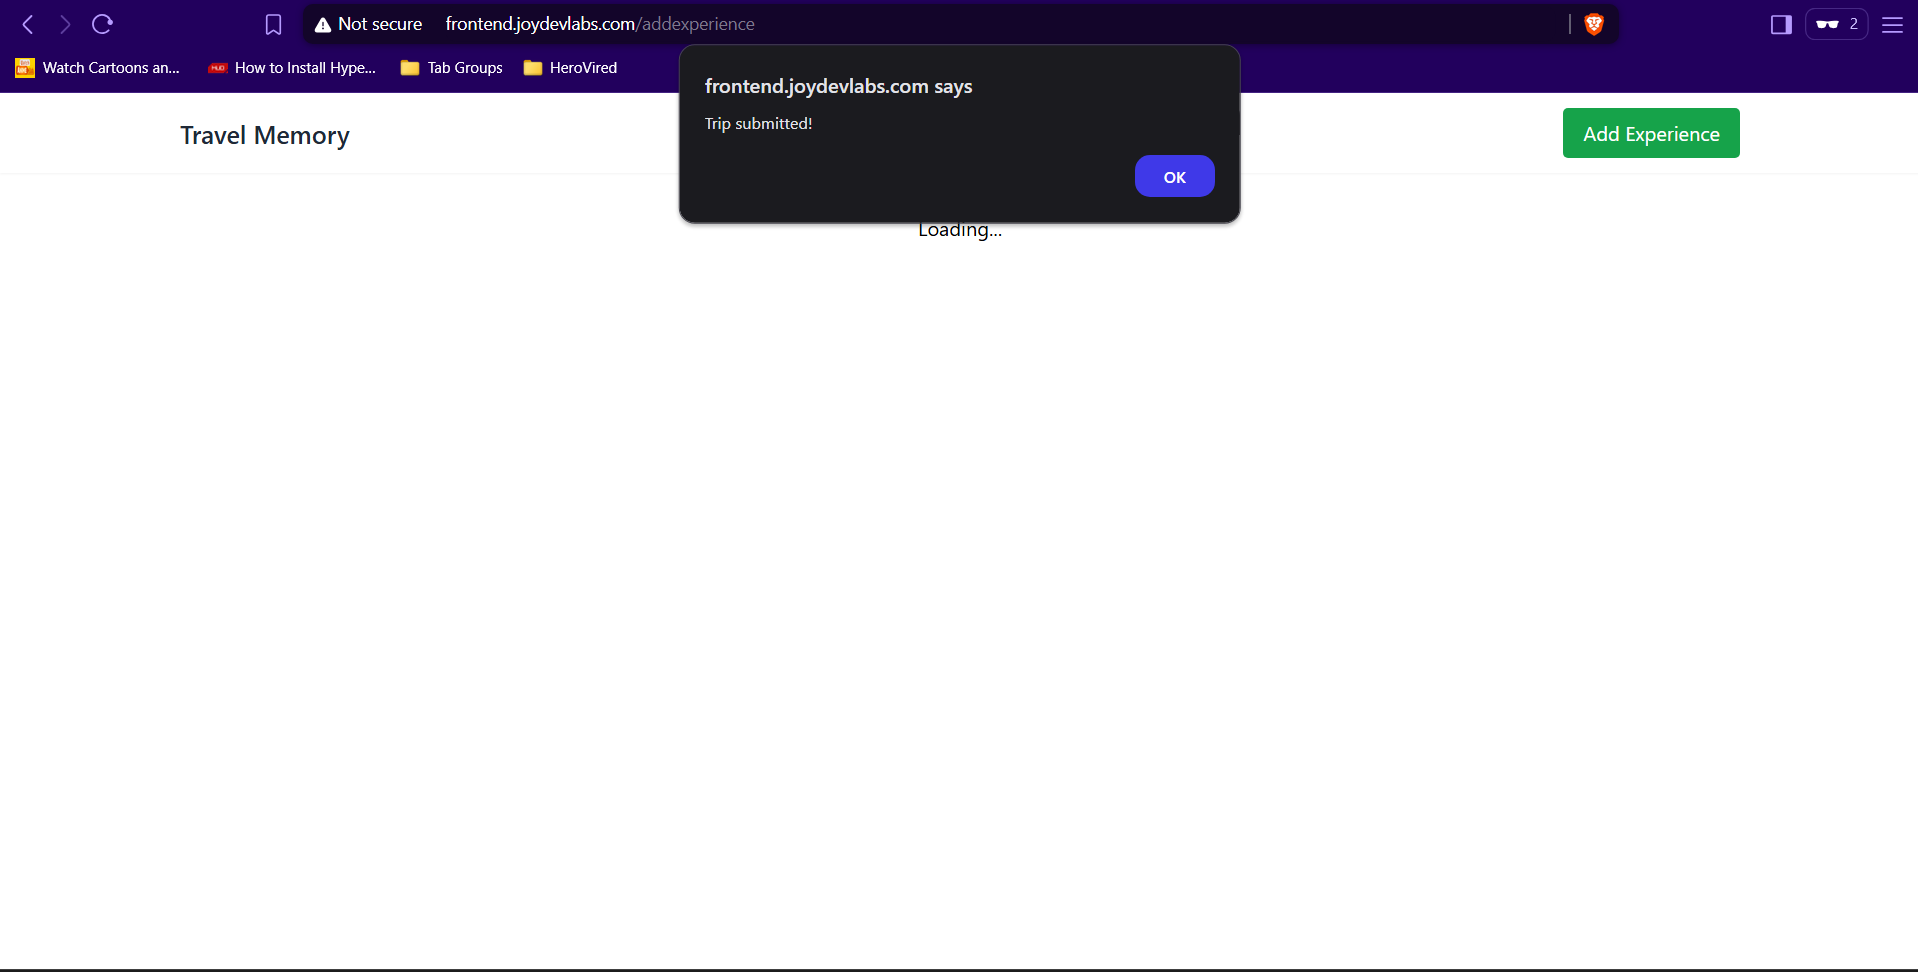 Not secure frontend.joydevlabs.com/addexperience 2
Watch Cartoons an... How to Install Hype... Tab Groups HeroVired
frontend.joydevlabs.com says
Trip submitted!
OK
Travel Memory
Add Experience
Loading...